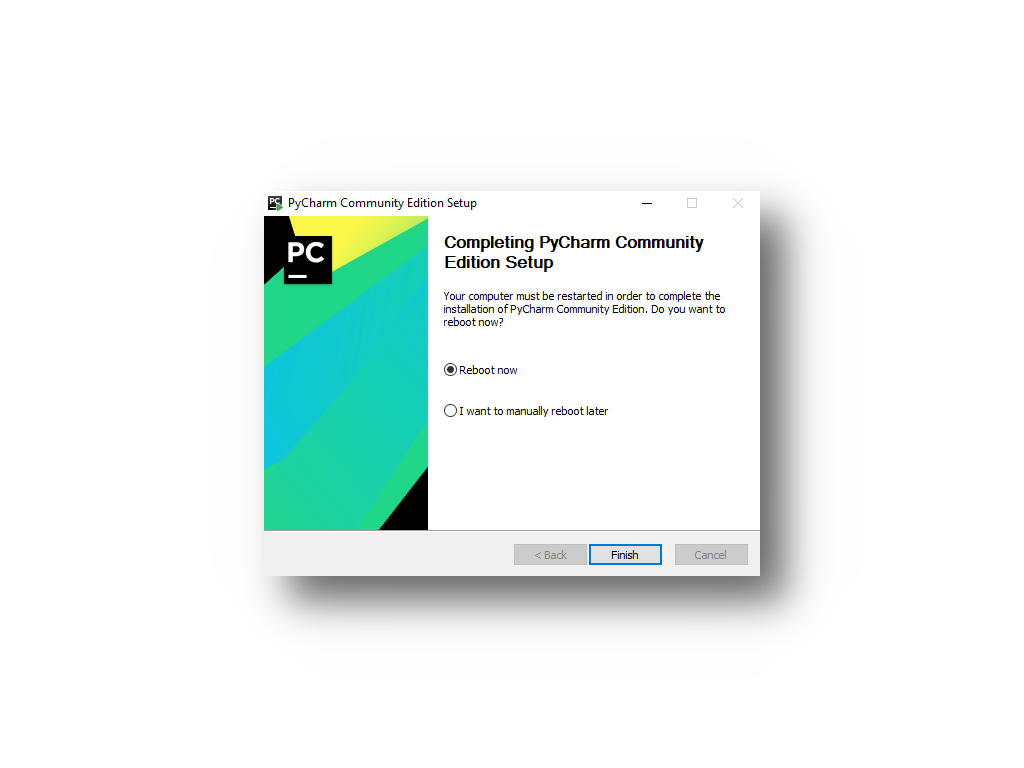 PC PyCharm Community Edition Setup
PC
Completing PyCharm Community
Edition Setup
Your computer must be restarted in order to complete the
installation of PyCharm Community Edition. Do you want to
reboot now?
Reboot now
I want to manually reboot later
< Back Finish Cancel